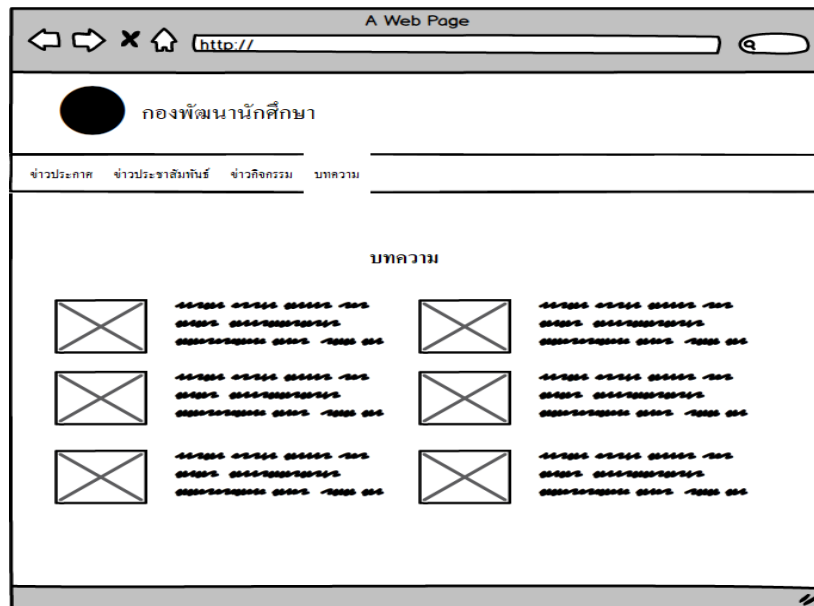 A Web Page
http://
กองพัฒนานักศึกษา
ข่าวประกาศ ข่าวประชาสัมพันธ์ ข่าวกิจกรรม บทความ
บทความ